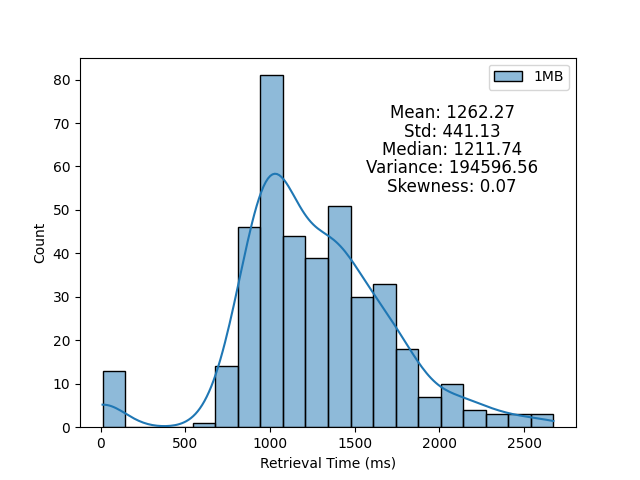 1MB
Mean: 1262.27
Std: 441.13
Median: 1211.74
Variance: 194596.56
Skewness: 0.07
80
70
60
50
40
30
20
10
0
Count
0 500 1000 1500 2000 2500
Retrieval Time (ms)